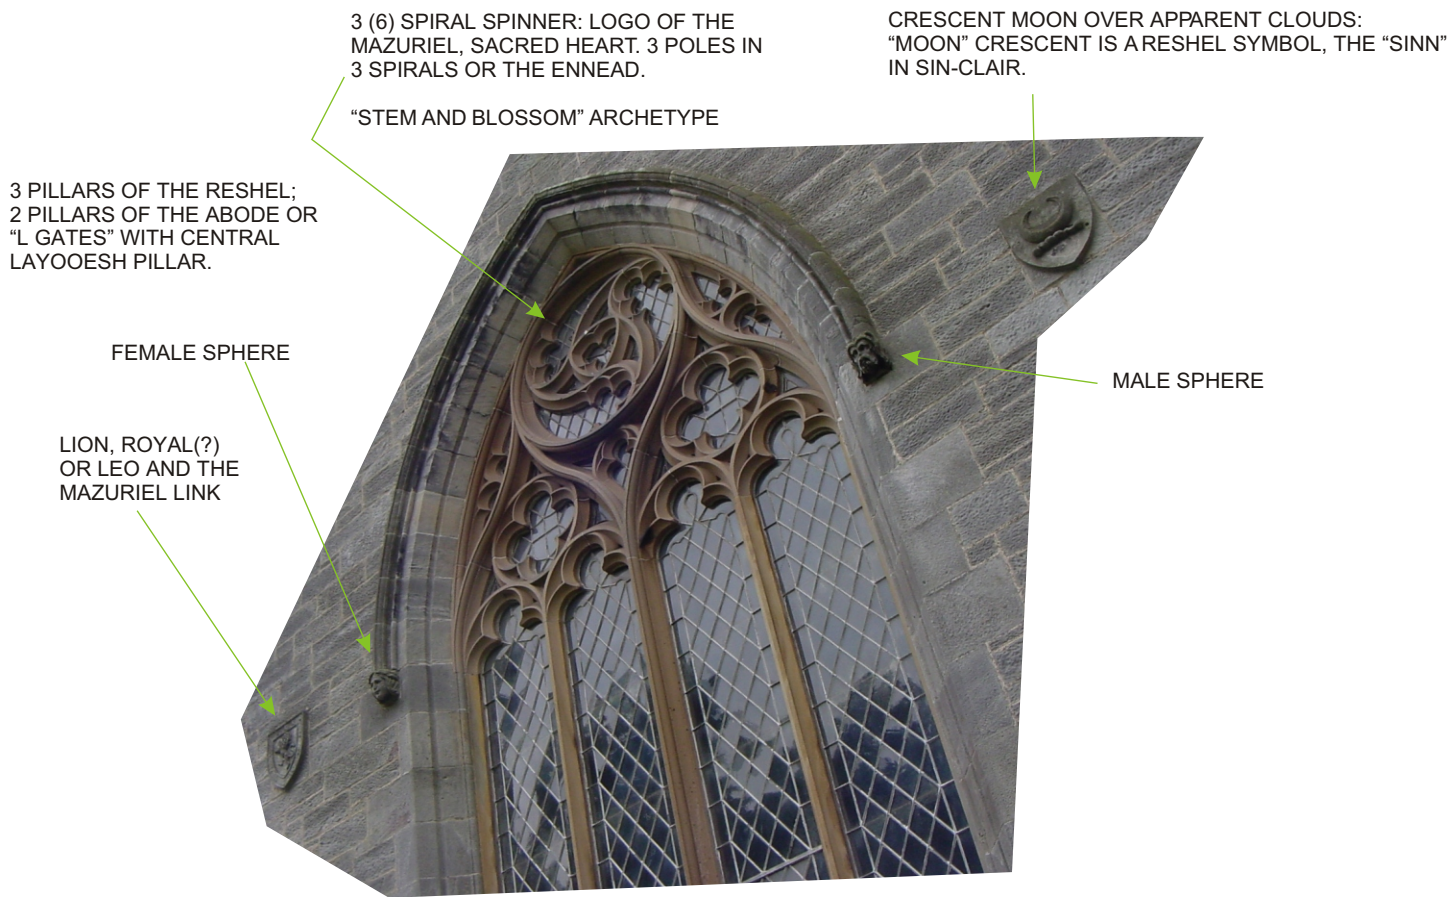 3 (6) SPIRAL SPINNER: LOGO OF THE
MAZURIEL, SACRED HEART. 3 POLES IN
3 SPIRALS OR THE ENNEAD.
“STEM AND BLOSSOM” ARCHETYPE
CRESCENT MOON OVER APPARENT CLOUDS:
“MOON” CRESCENT IS A RESHEL SYMBOL, THE “SINN”
IN SIN-CLAIR.
3 PILLARS OF THE RESHEL;
2 PILLARS OF THE ABODE OR
“L GATES” WITH CENTRAL
LAYOOESH PILLAR.
FEMALE SPHERE
MALE SPHERE
LION, ROYAL(?)
OR LEO AND THE
MAZURIEL LINK